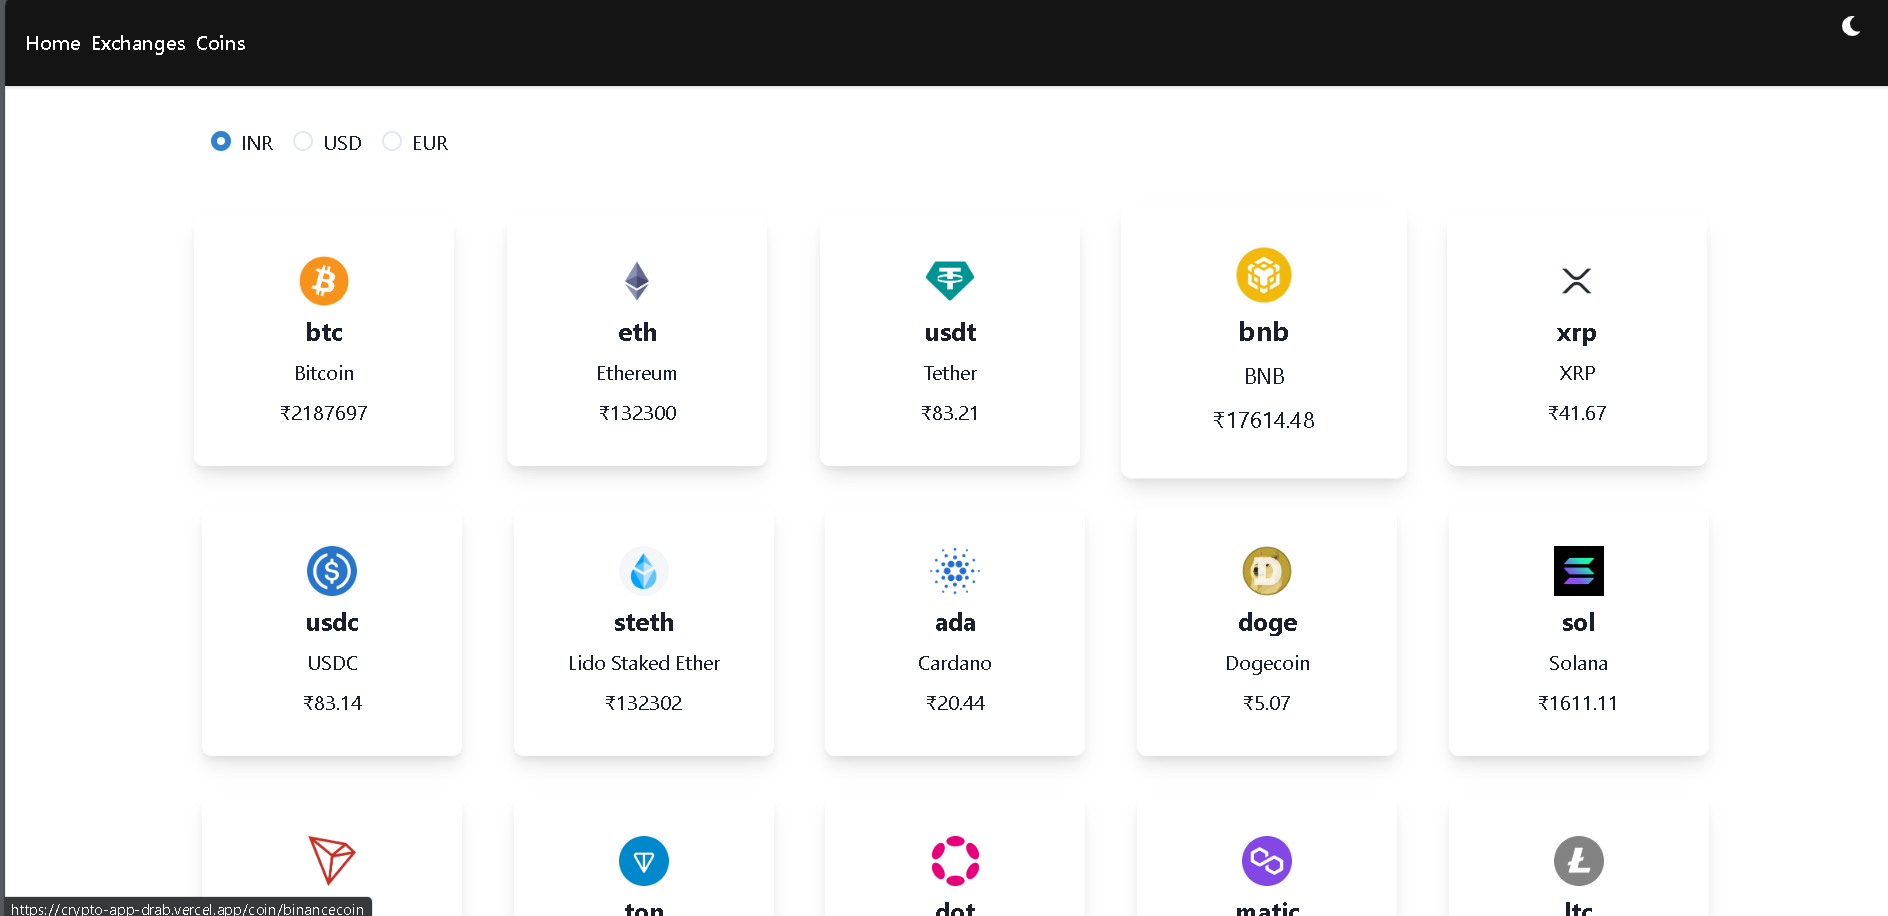 Home Exchanges Coins
INR USD EUR
btc
Bitcoin
₹2187697
eth
Ethereum
₹132300
usdt
Tether
₹83.21
bnb
BNB
₹17614.48
xrp
XRP
₹41.67
usdc
USDC
₹83.14
steth
Lido Staked Ether
₹132302
ada
Cardano
₹20.44
doge
Dogecoin
₹5.07
sol
Solana
₹1611.11
ton
dot
matic
ltc
https://crypto-app-drab.vercel.app/coin/binancecoin